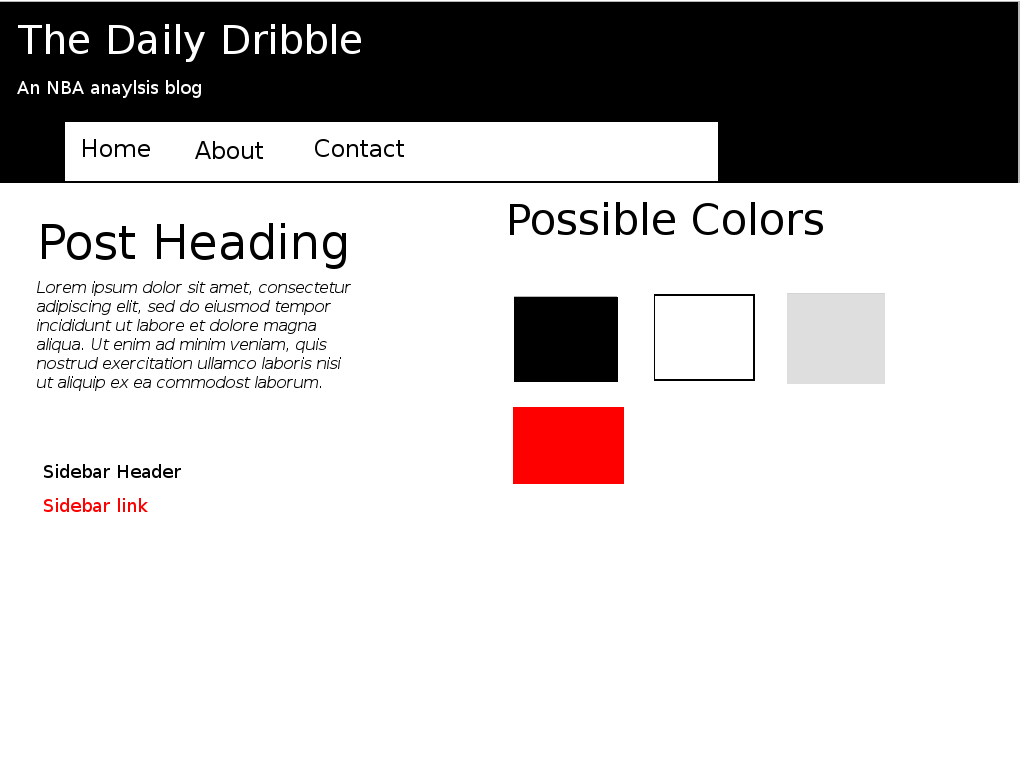 The Daily Dribble
An NBA anaylsis blog
Home About Contact
Post Heading
Lorem ipsum dolor sit amet, consectetur
adipiscing elit, sed do eiusmod tempor
incididunt ut labore et dolore magna
aliqua. Ut enim ad minim veniam, quis
nostrud exercitation ullamco laboris nisi
ut aliquip ex ea commodost laborum.
Sidebar Header
Sidebar link
Possible Colors